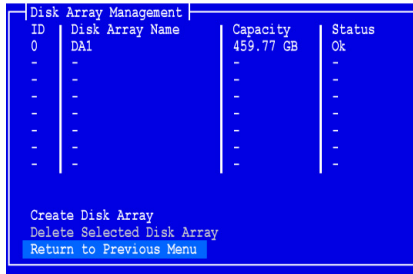 Disk Array Management
ID Disk Array Name Capacity Status
0 DA1 459.77 GB Ok
- - - -
- - - -
- - - -
- - - -
- - - -
- - - -
- - - -
Create Disk Array
Delete Selected Disk Array
Return to Previous Menu